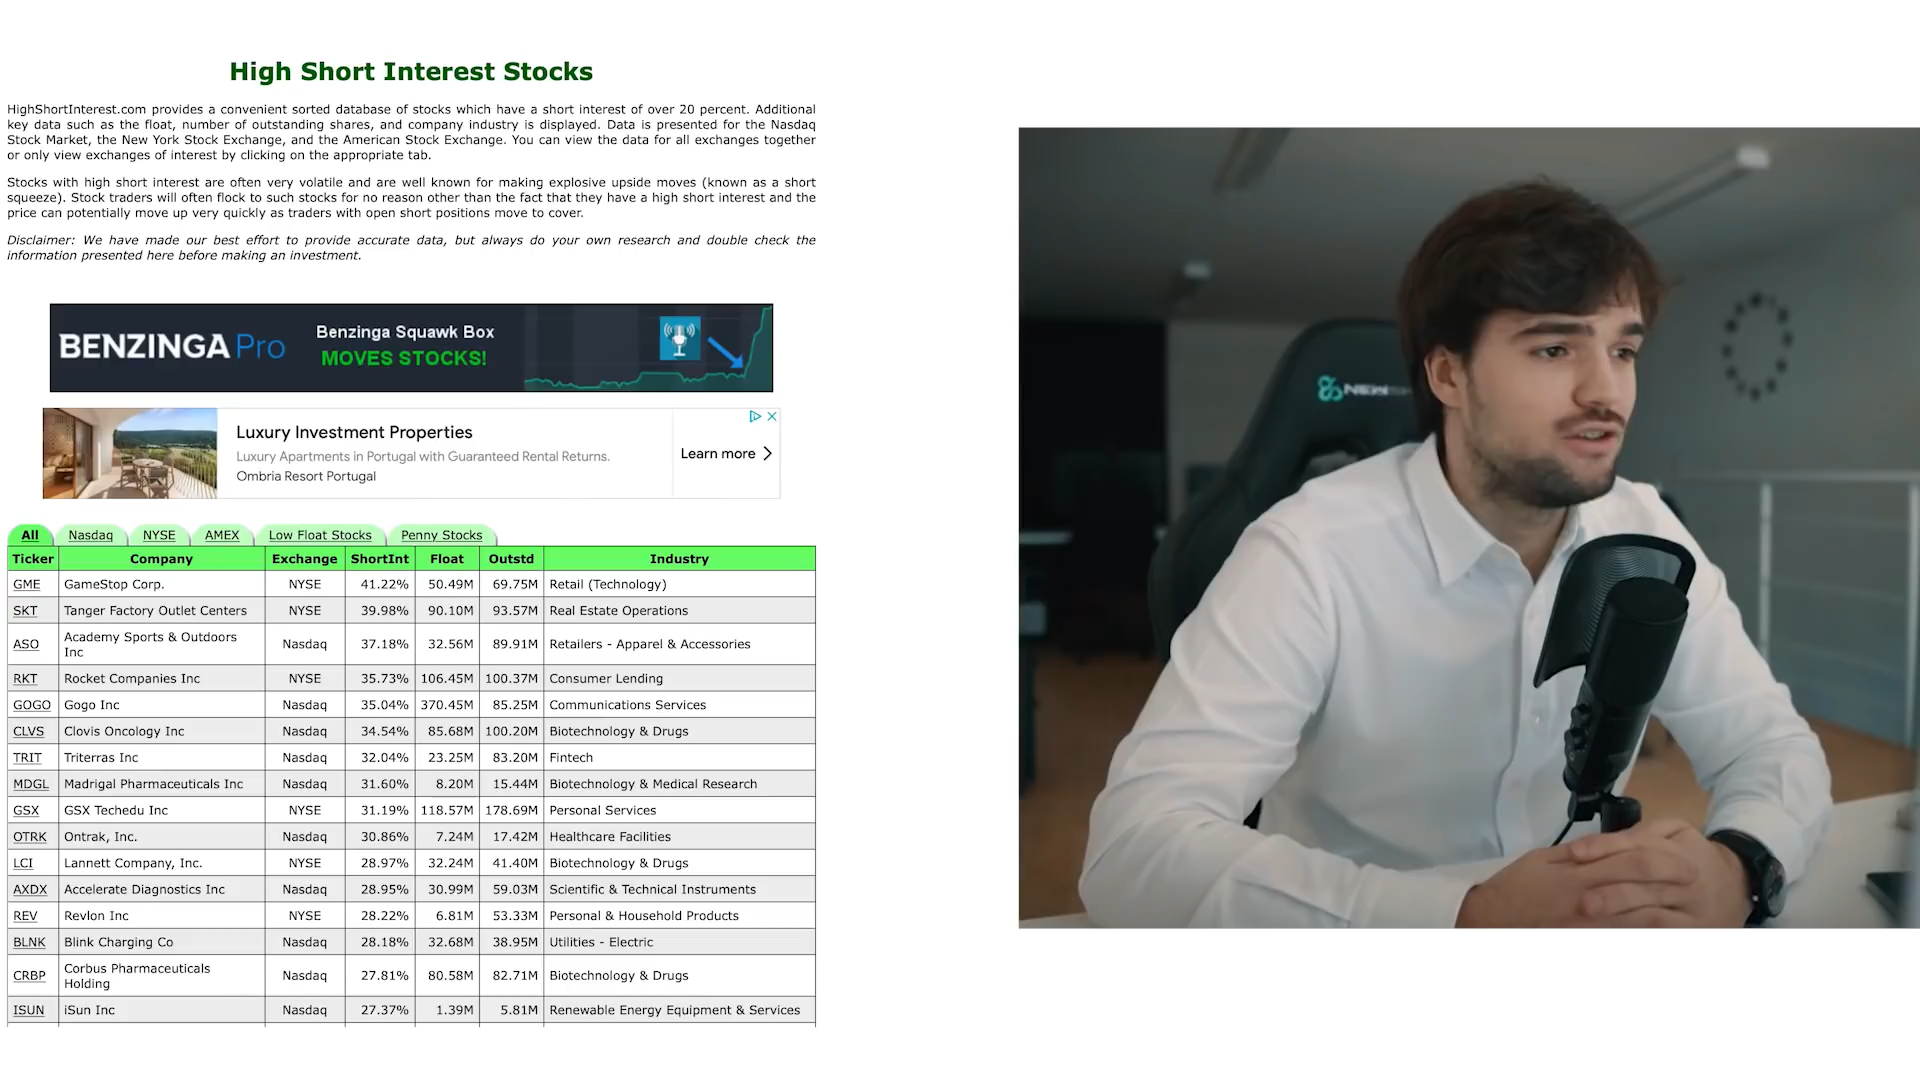 High Short Interest Stocks
HighShortInterest.com provides a convenient sorted database of stocks which have a short interest of over 20 percent. Additional
key data such as the float, number of outstanding shares, and company industry is displayed. Data is presented for the Nasdaq
Stock Market, the New York Stock Exchange, and the American Stock Exchange. You can view the data for all exchanges together
or only view exchanges of interest by clicking on the appropriate tab.
Stocks with high short interest are often very volatile and are well known for making explosive upside moves (known as a short
squeeze). Stock traders will often flock to such stocks for no reason other than the fact that they have a high short interest and the
price can potentially move up very quickly as traders with open short positions move to cover.
Disclaimer: We have made our best effort to provide accurate data, but always do your own research and double check the
information presented here before making an investment.
BENZINGA Pro
Benzinga Squawk Box
MOVES STOCKS!
Luxury Investment Properties
Luxury Apartments in Portugal with Guaranteed Rental Returns.
Ombria Resort Portugal
Learn more
All Nasdaq NYSE AMEX Low Float Stocks Penny Stocks
Ticker Company Exchange ShortInt Float Outstd Industry
GME GameStop Corp. NYSE 41.22% 50.49M 69.75M Retail (Technology)
SKT Tanger Factory Outlet Centers NYSE 39.98% 90.10M 93.57M Real Estate Operations
ASO Academy Sports & Outdoors
Inc Nasdaq 37.18% 32.56M 89.91M Retailers - Apparel & Accessories
RKT Rocket Companies Inc NYSE 35.73% 106.45M 100.37M Consumer Lending
GOGO Gogo Inc Nasdaq 35.04% 370.45M 85.25M Communications Services
CLVS Clovis Oncology Inc Nasdaq 34.54% 85.68M 100.20M Biotechnology & Drugs
TRIT Triterras Inc Nasdaq 32.04% 23.25M 83.20M Fintech
MDGL Madrigal Pharmaceuticals Inc Nasdaq 31.60% 8.20M 15.44M Biotechnology & Medical Research
GSX GSX Techedu Inc NYSE 31.19% 118.57M 178.69M Personal Services
OTRK Ontrak, Inc. Nasdaq 30.86% 7.24M 17.42M Healthcare Facilities
LCI Lannett Company, Inc. NYSE 28.97% 32.24M 41.40M Biotechnology & Drugs
AXDX Accelerate Diagnostics Inc Nasdaq 28.95% 30.99M 59.03M Scientific & Technical Instruments
REV Revlon Inc NYSE 28.22% 6.81M 53.33M Personal & Household Products
BLNK Blink Charging Co Nasdaq 28.18% 32.68M 38.95M Utilities - Electric
CRBP Corbus Pharmaceuticals
Holding Nasdaq 27.81% 80.58M 82.71M Biotechnology & Drugs
ISUN iSun Inc Nasdaq 27.37% 1.39M 5.81M Renewable Energy Equipment & Services